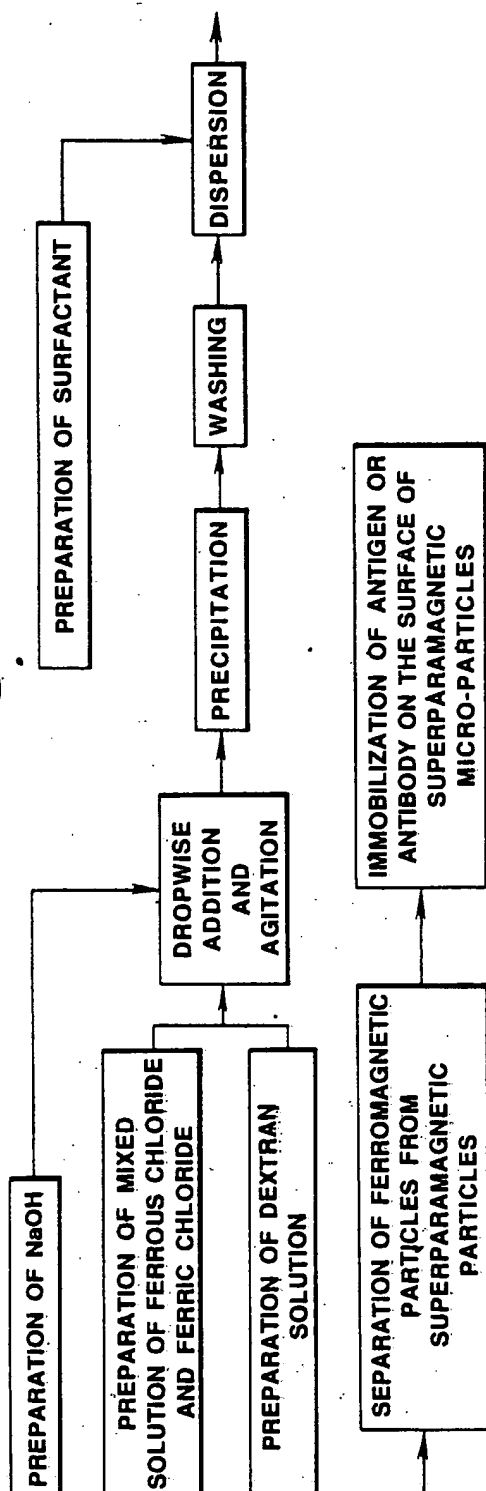 PREPARATION OF NaOH
PREPARATION OF MIXED
SOLUTION OF FERROUS CHLORIDE
AND FERRIC CHLORIDE
PREPARATION OF DEXTRAN
SOLUTION
DROPWISE
ADDITION
AND
AGITATION
PRECIPITATION
WASHING
PREPARATION OF SURFACTANT
DISPERSION
SEPARATION OF FERROMAGNETIC
PARTICLES FROM
SUPERPARAMAGNETIC
PARTICLES
IMMOBILIZATION OF ANTIGEN OR
ANTIBODY ON THE SURFACE OF
SUPERPARAMAGNETIC
MICRO-PARTICLES